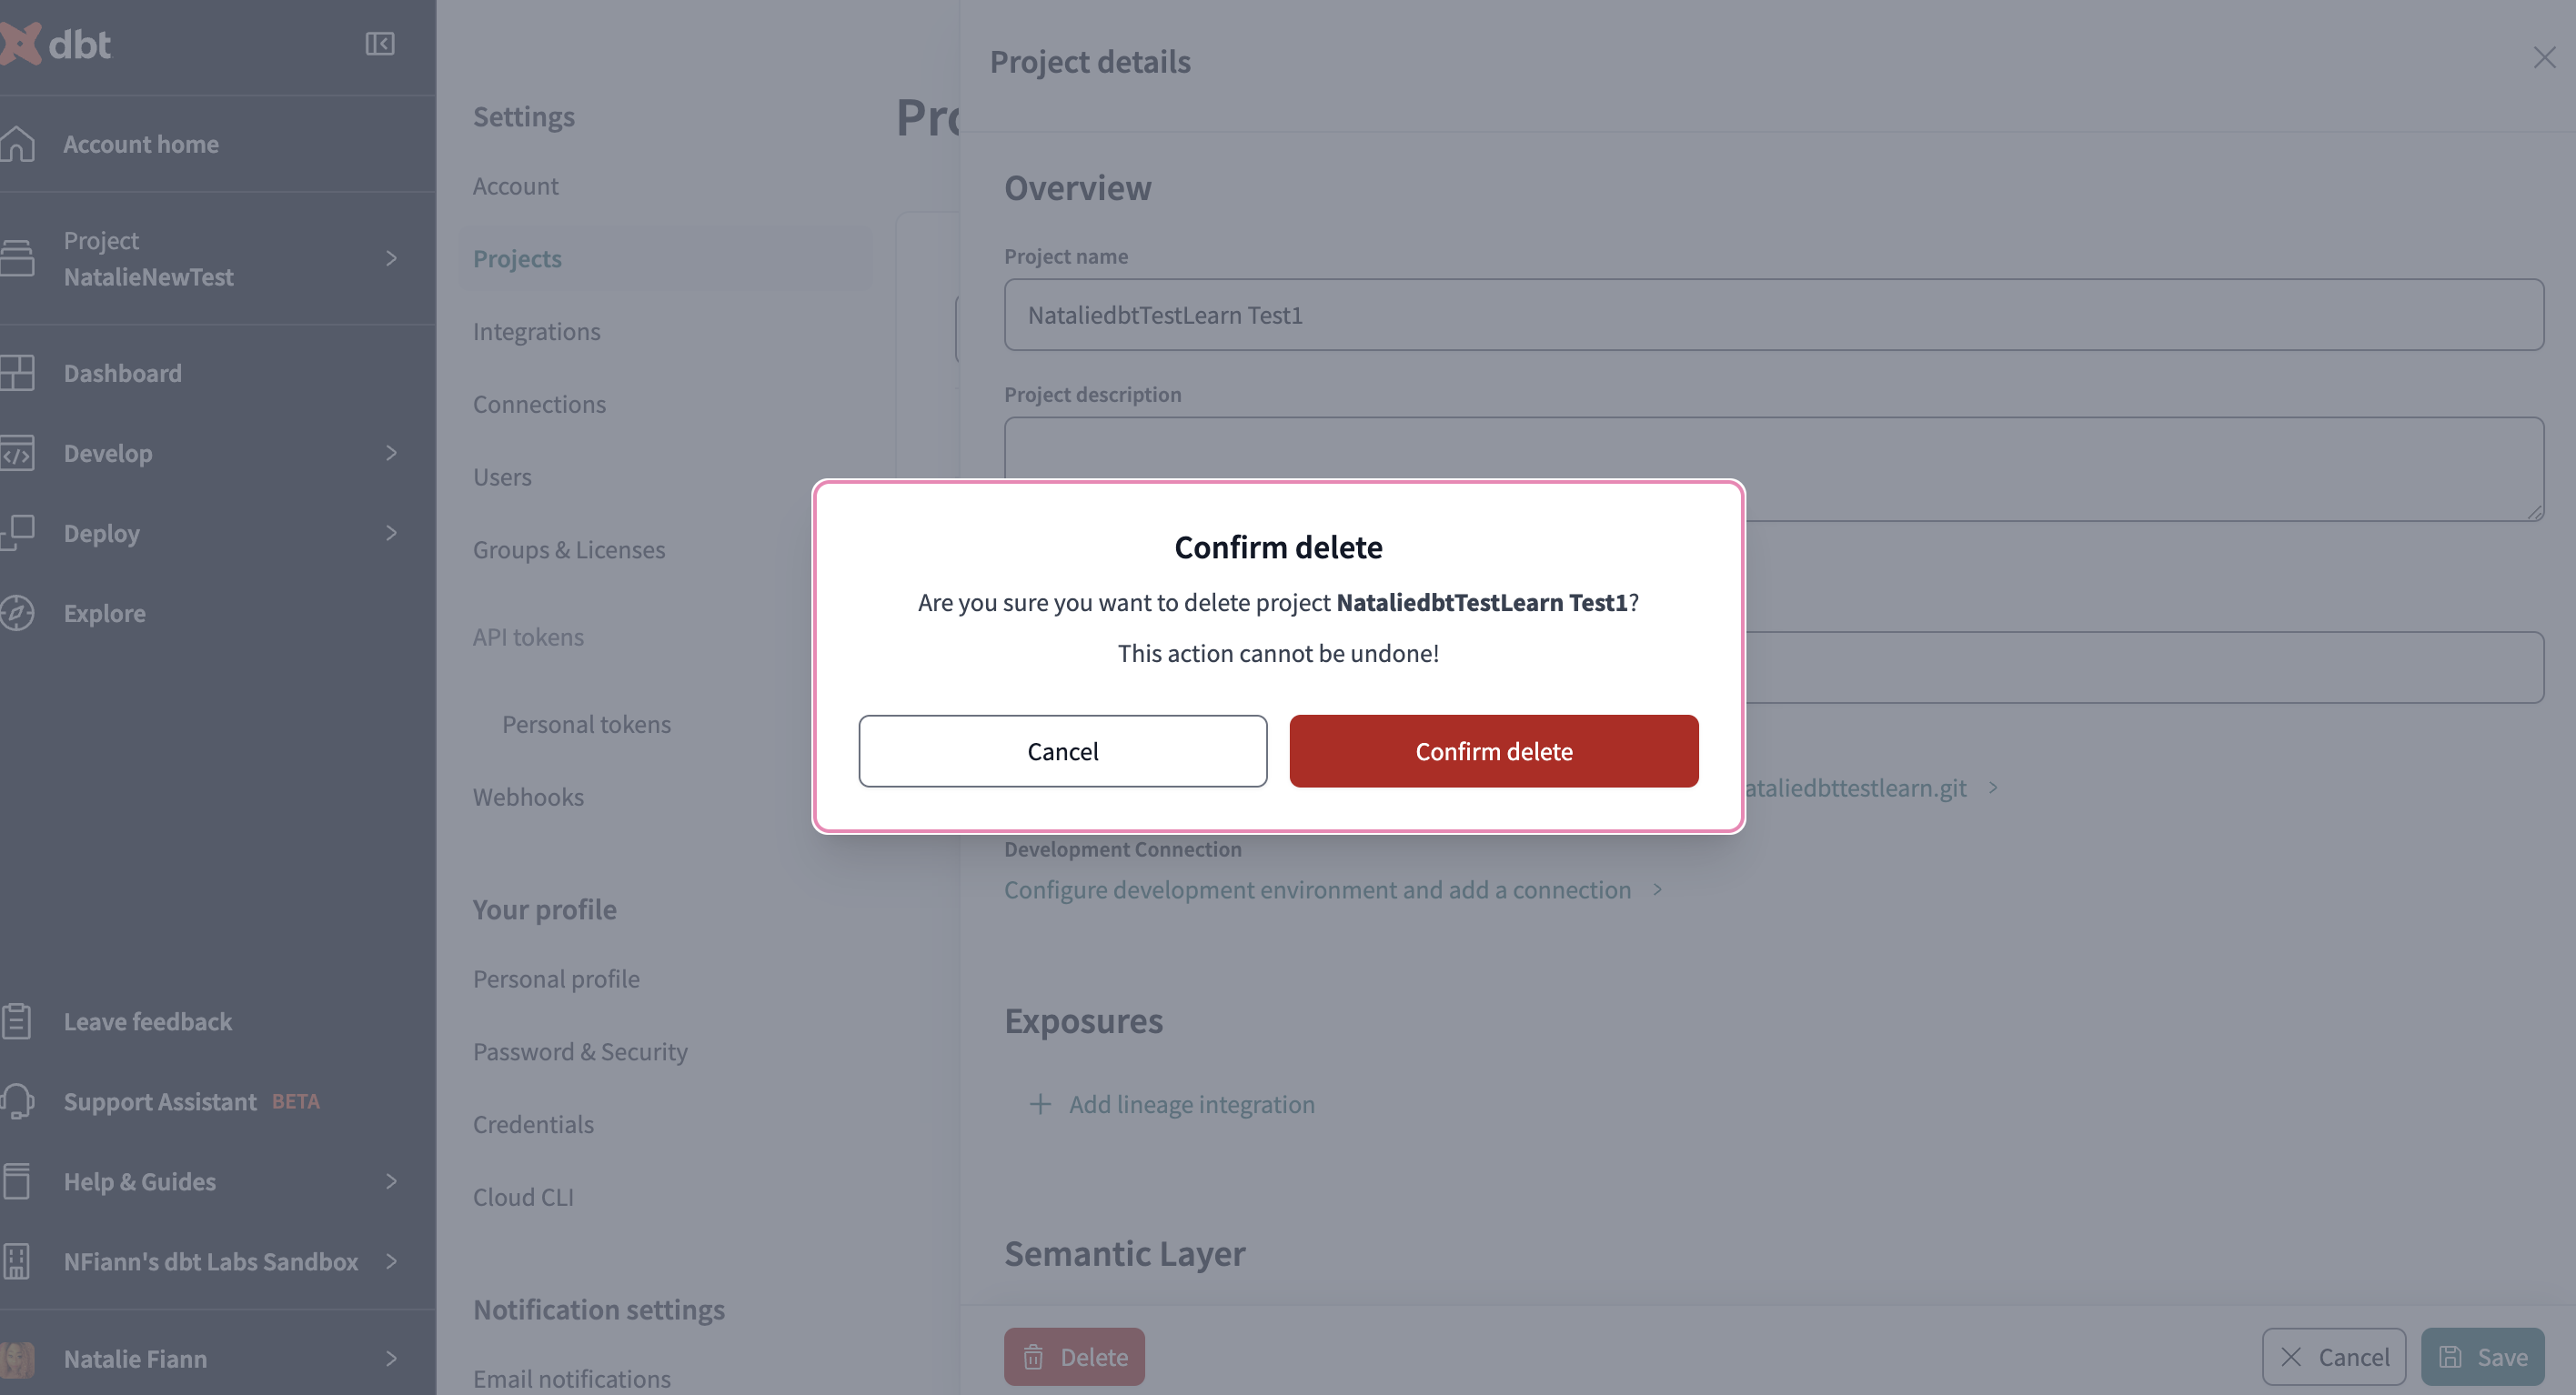 dbt
Account home
Project
NatalieNewTest
Dashboard
Develop
Deploy
Explore
Leave feedback
Support Assistant BETA
Help & Guides
NFiann's dbt Labs Sandbox
Natalie Fiann
Settings
Account
Projects
Integrations
Connections
Users
Groups & Licenses
API tokens
Personal tokens
Webhooks
Your profile
Personal profile
Password & Security
Credentials
Cloud CLI
Notification settings
Email notifications
Project details
Overview
Project name
NataliedbtTestLearn Test1
Project description
Confirm delete
Are you sure you want to delete project NataliedbtTestLearn Test1?
This action cannot be undone!
Cancel
Confirm delete
ataliedbttestlearn.git
Development Connection
Configure development environment and add a connection
Exposures
Add lineage integration
Semantic Layer
Delete
Cancel
Save